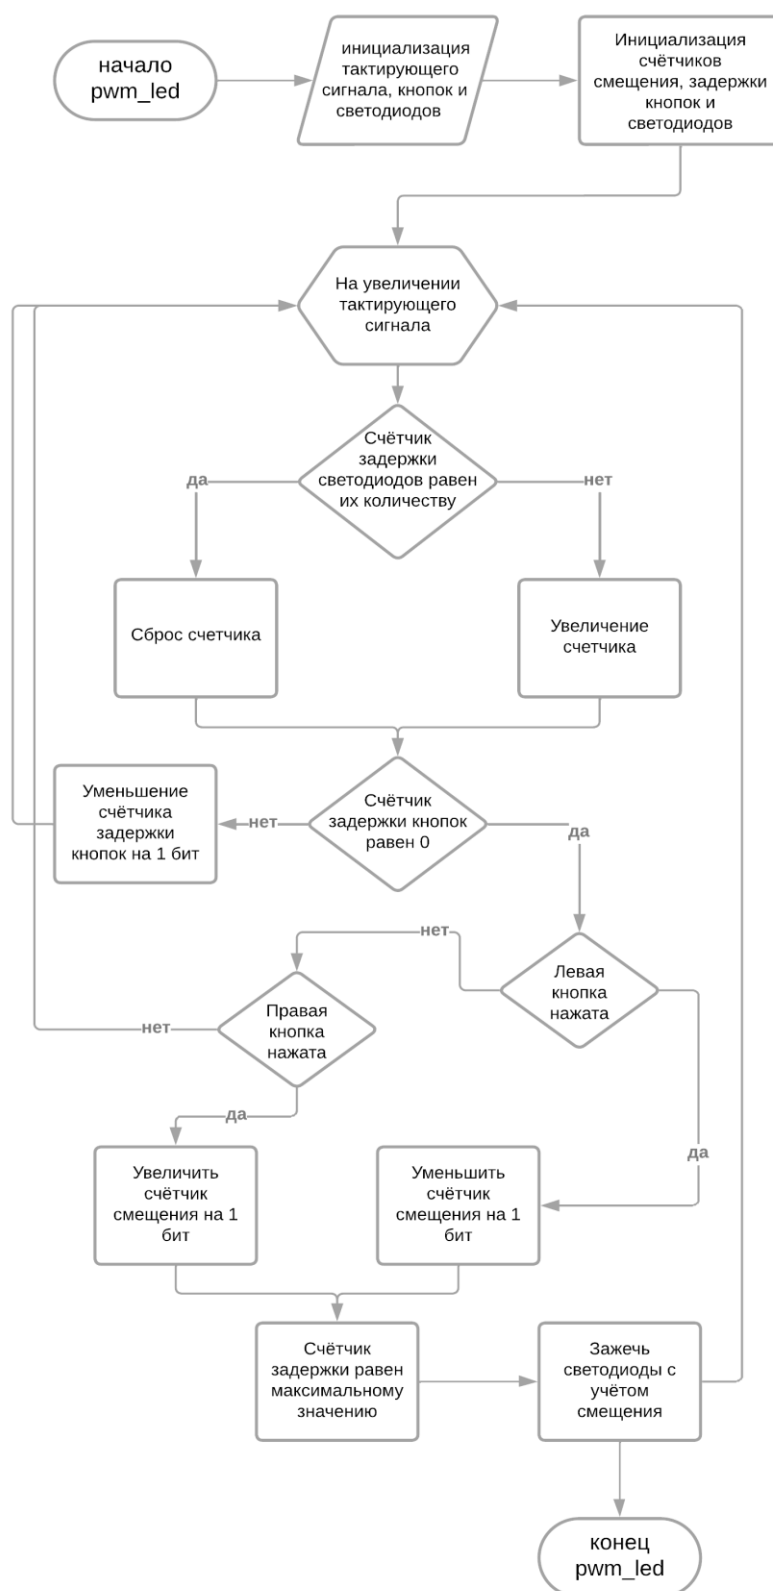 начало
pwm_led
инициализация
тактирующего
сигнала, кнопок и
светодиодов
Инициализация
счётчиков
смещения, задержки
кнопок и
светодиодов
На увеличении
тактирующего
сигнала
Счётчик
задержки
светодиодов равен
их количеству
да
нет
Сброс счетчика
Увеличение
счетчика
Уменьшение
счётчика
задержки
кнопок на 1 бит
нет
Счётчик
задержки кнопок
равен 0
да
нет
Левая
кнопка
нажата
нет
Правая
кнопка
нажата
да
да
Увеличить
счётчик
смещения на 1
бит
Уменьшить
счётчик
смещения на 1
бит
Счётчик
задержки равен
максимальному
значению
Зажечь
светодиоды с
учётом
смещения
конец
pwm_led